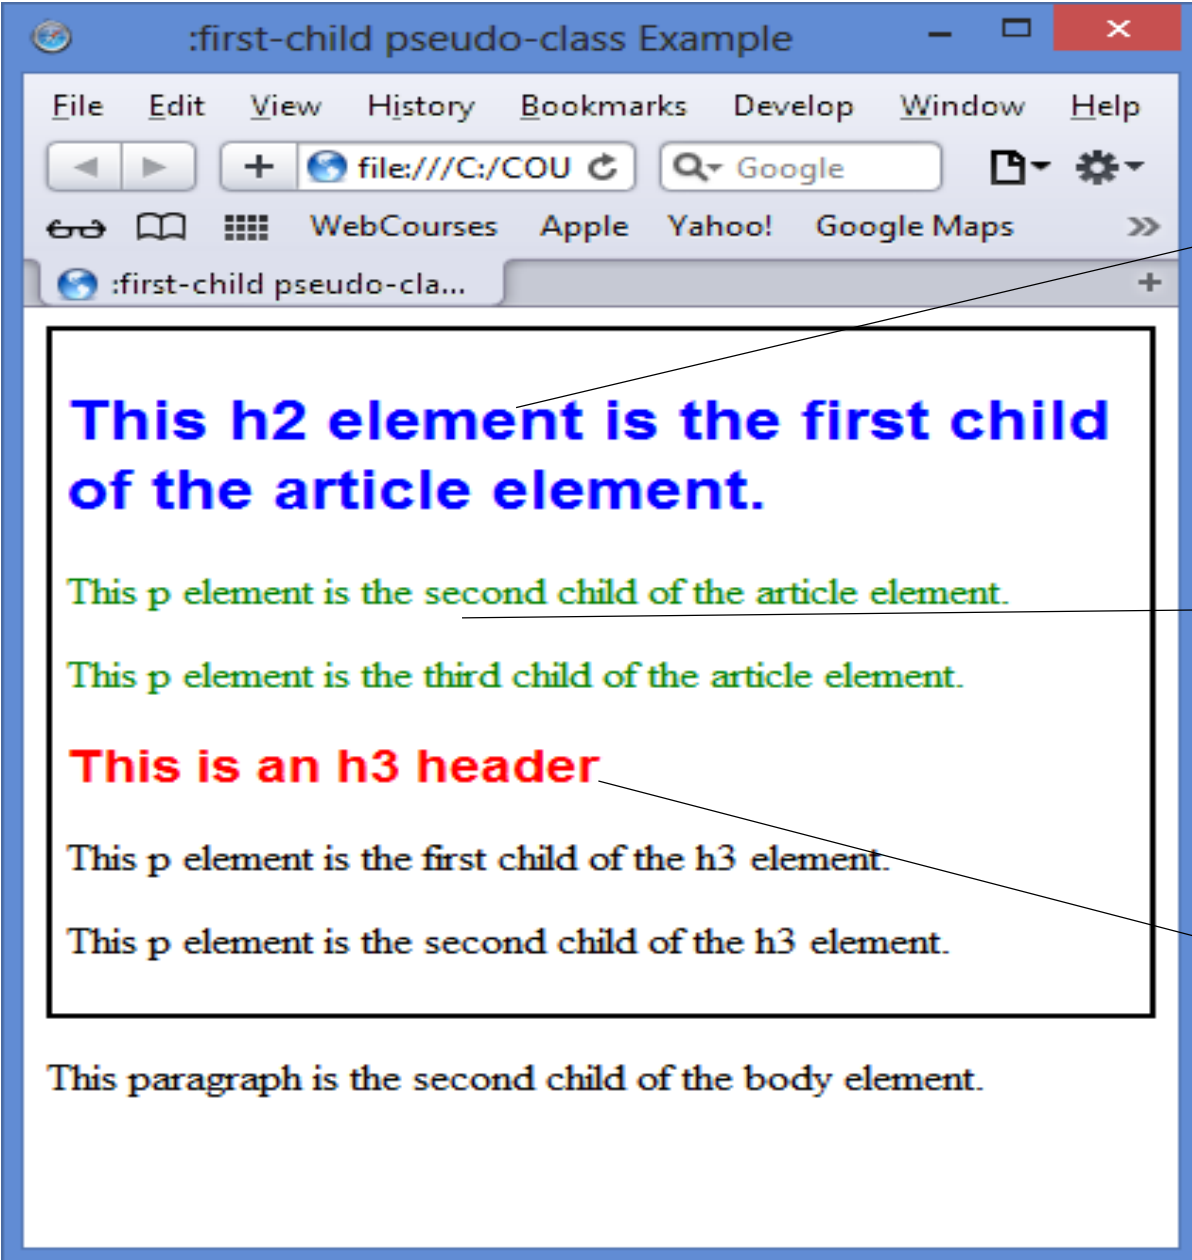 :first-child pseudo-class Example
File Edit View History Bookmarks Develop Window Help
file:///C:/COU Google
WebCourses Apple Yahoo! Google Maps
:first-child pseudo-cla...
This h2 element is the first child
of the article element.
This p element is the second child of the article element.
This p element is the third child of the article element.
This is an h3 header
This p element is the first child of the h3 element.
This p element is the second child of the h3 element.
This paragraph is the second child of the body element.